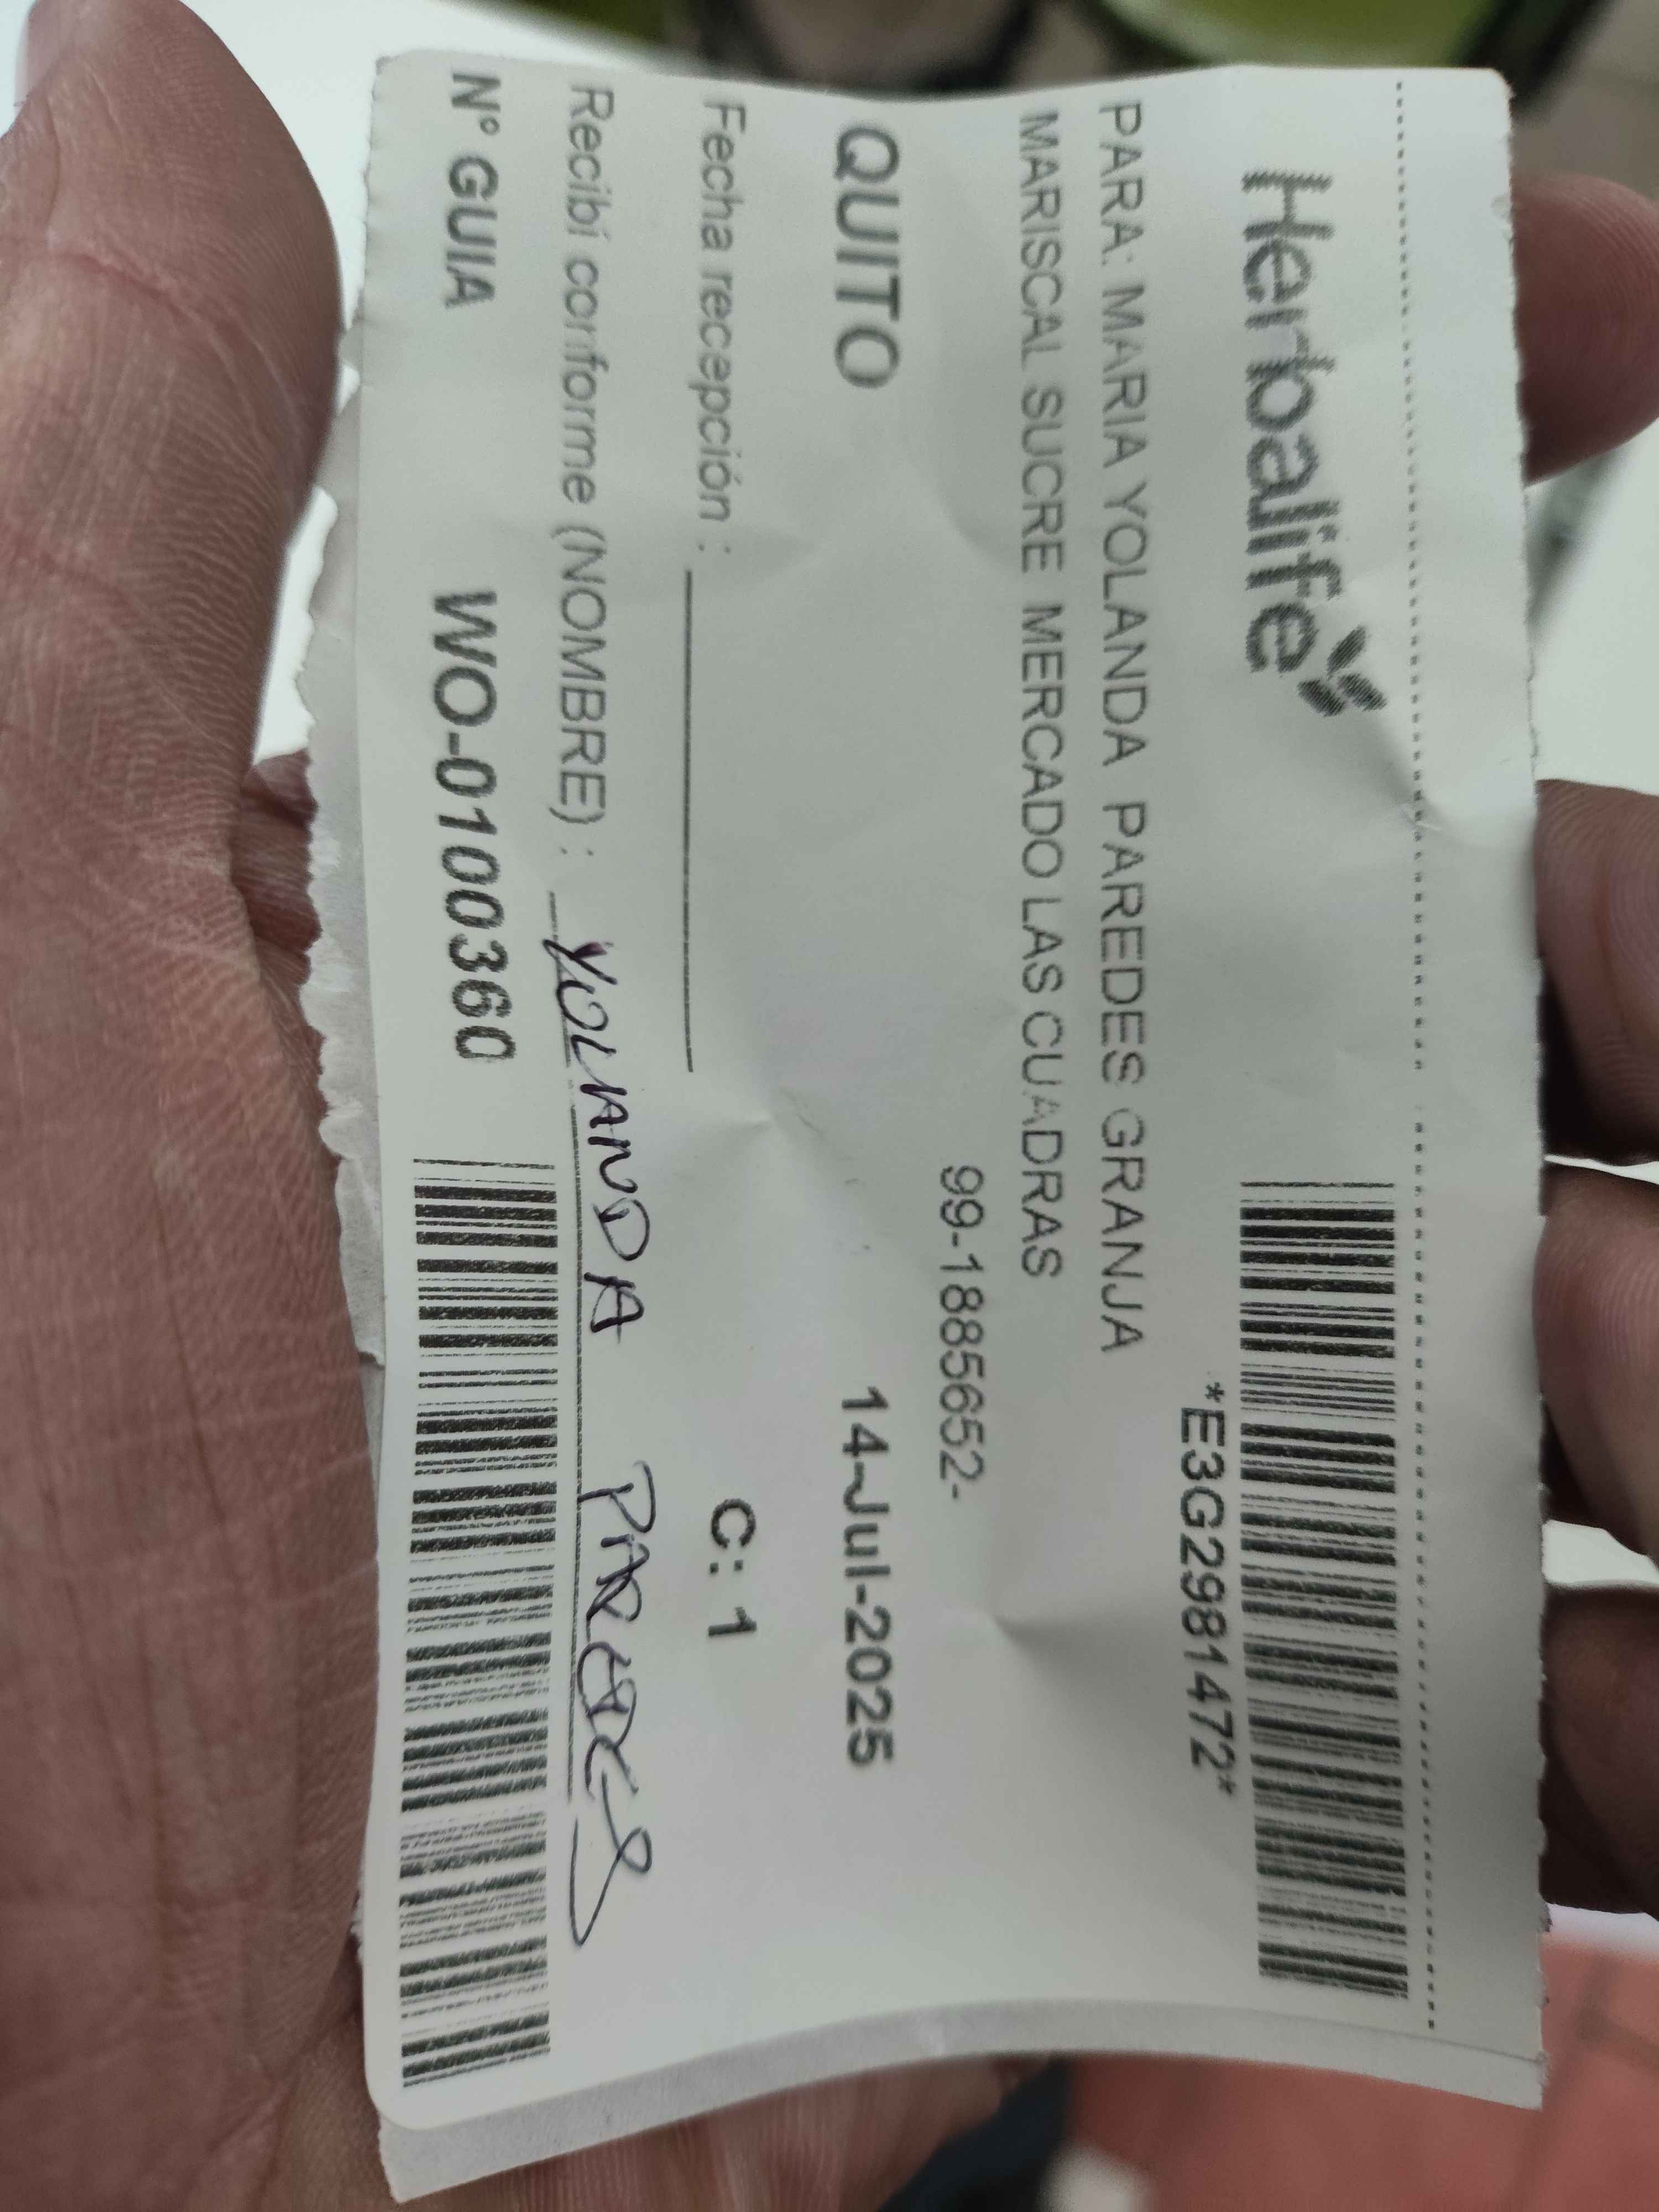 Herbalife
*E3G2981472*
PARA: MARIA YOLANDA PAREDES GRANJA
MARISCAL SUCRE MERCADO LAS CUADRAS
99-1885652-
QUITO 14-Jul-2025
Fecha recepción : C: 1
Recibí conforme (NOMBRE) : YOLANDA PAREDES
Nº GUIA WO-0100360